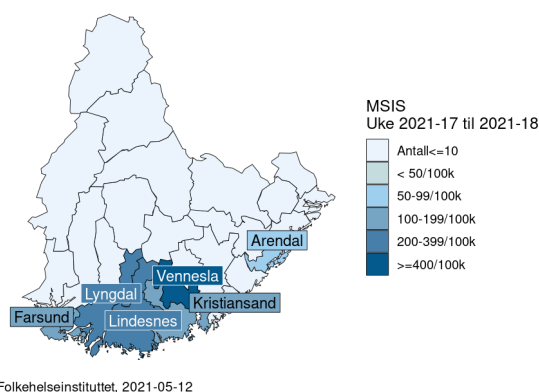 MSIS
Uke 2021-17 til 2021-18
Antall<=10
< 50/100k
50-99/100k
100-199/100k
200-399/100k
>=400/100k
Arendal
Vennesla
Lyngdal
Kristiansand
Farsund
Lindesnes
Folkehelseinstituttet, 2021-05-12